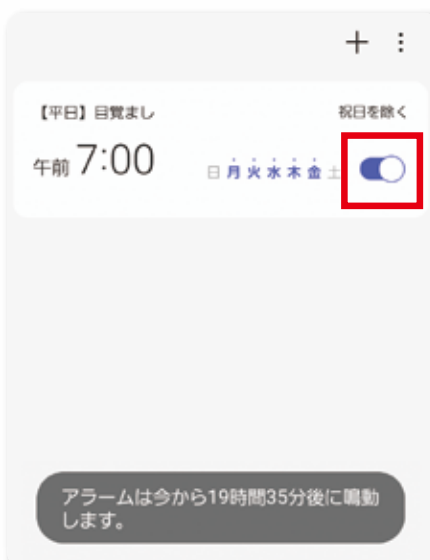 【平日】目覚まし
祝日を除く
午前 7:00
日 月 火 水 木 金 土
アラームは今から19時間35分後に鳴動
します。